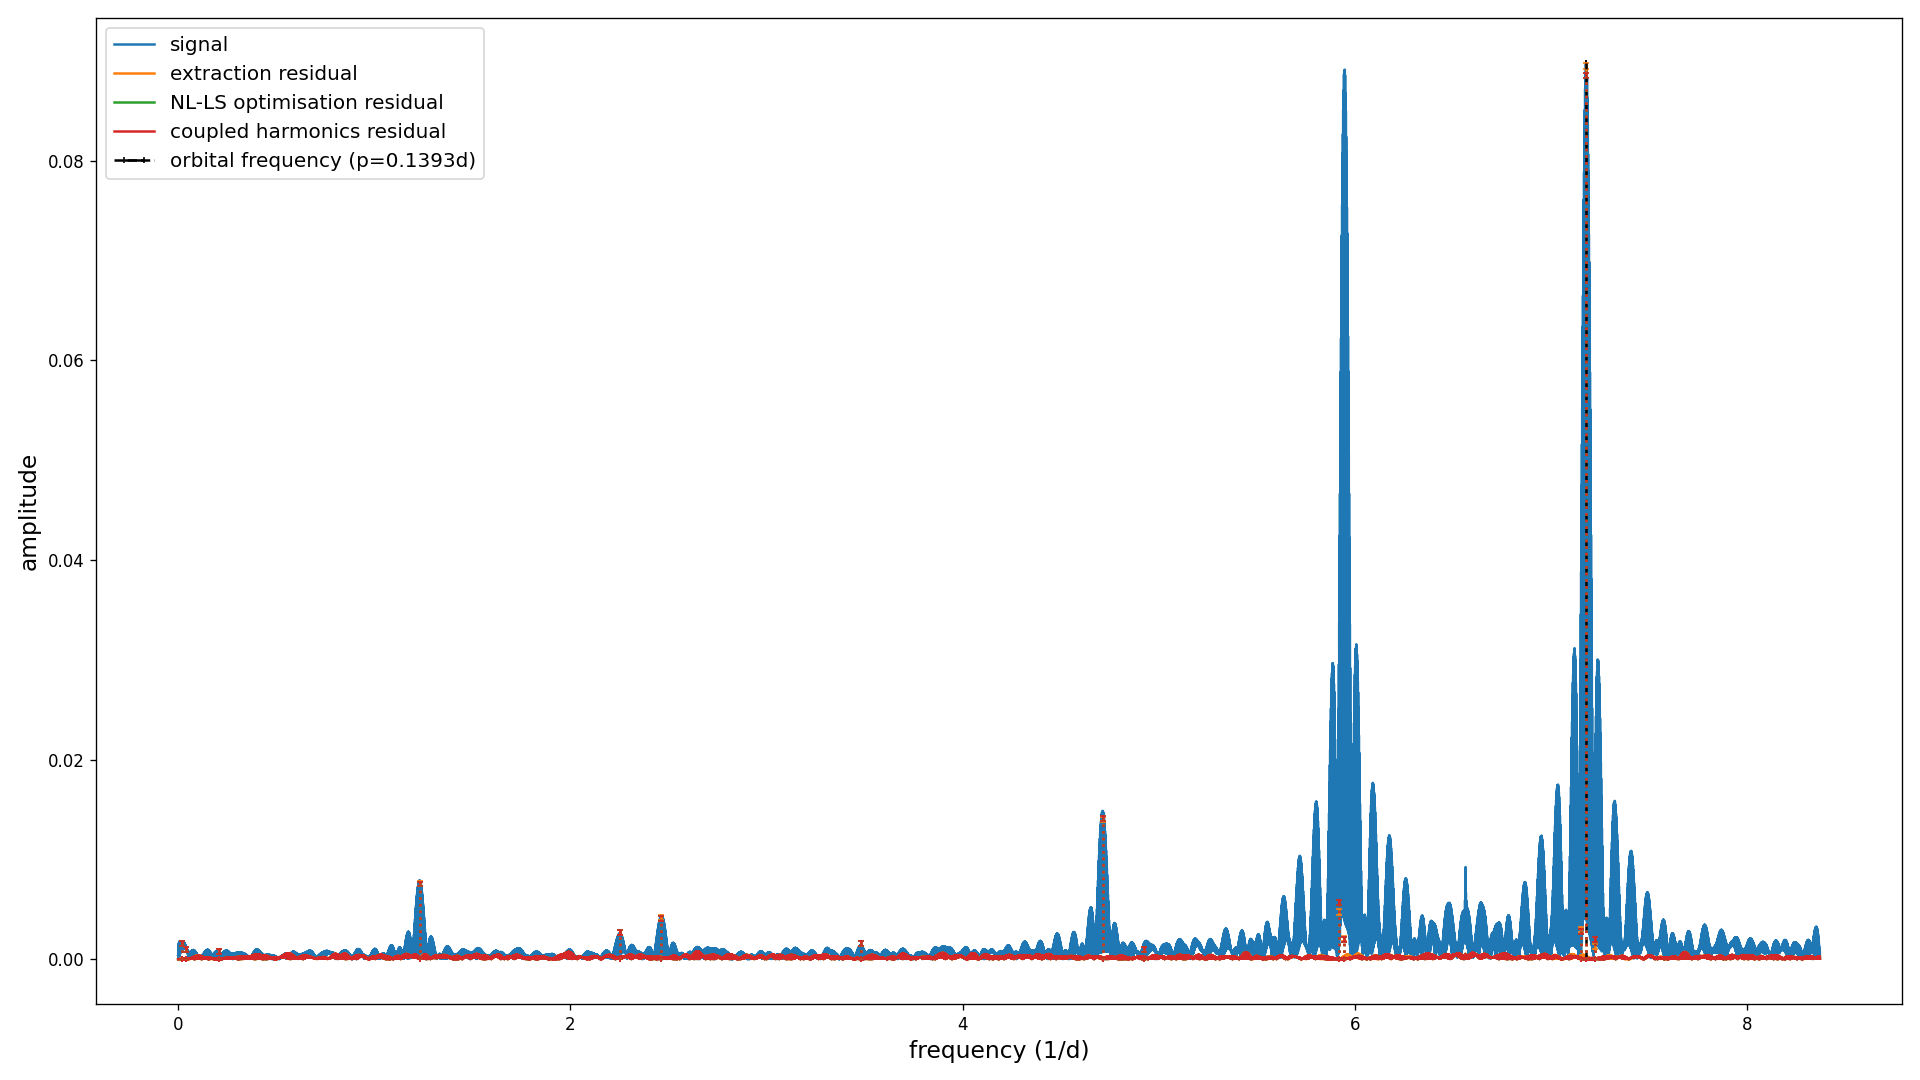 signal
extraction residual
NL-LS optimisation residual
coupled harmonics residual
orbital frequency (p=0.1393d)
amplitude
0.08
0.06
0.04
0.02
0.00
0 2 4 6 8
frequency (1/d)